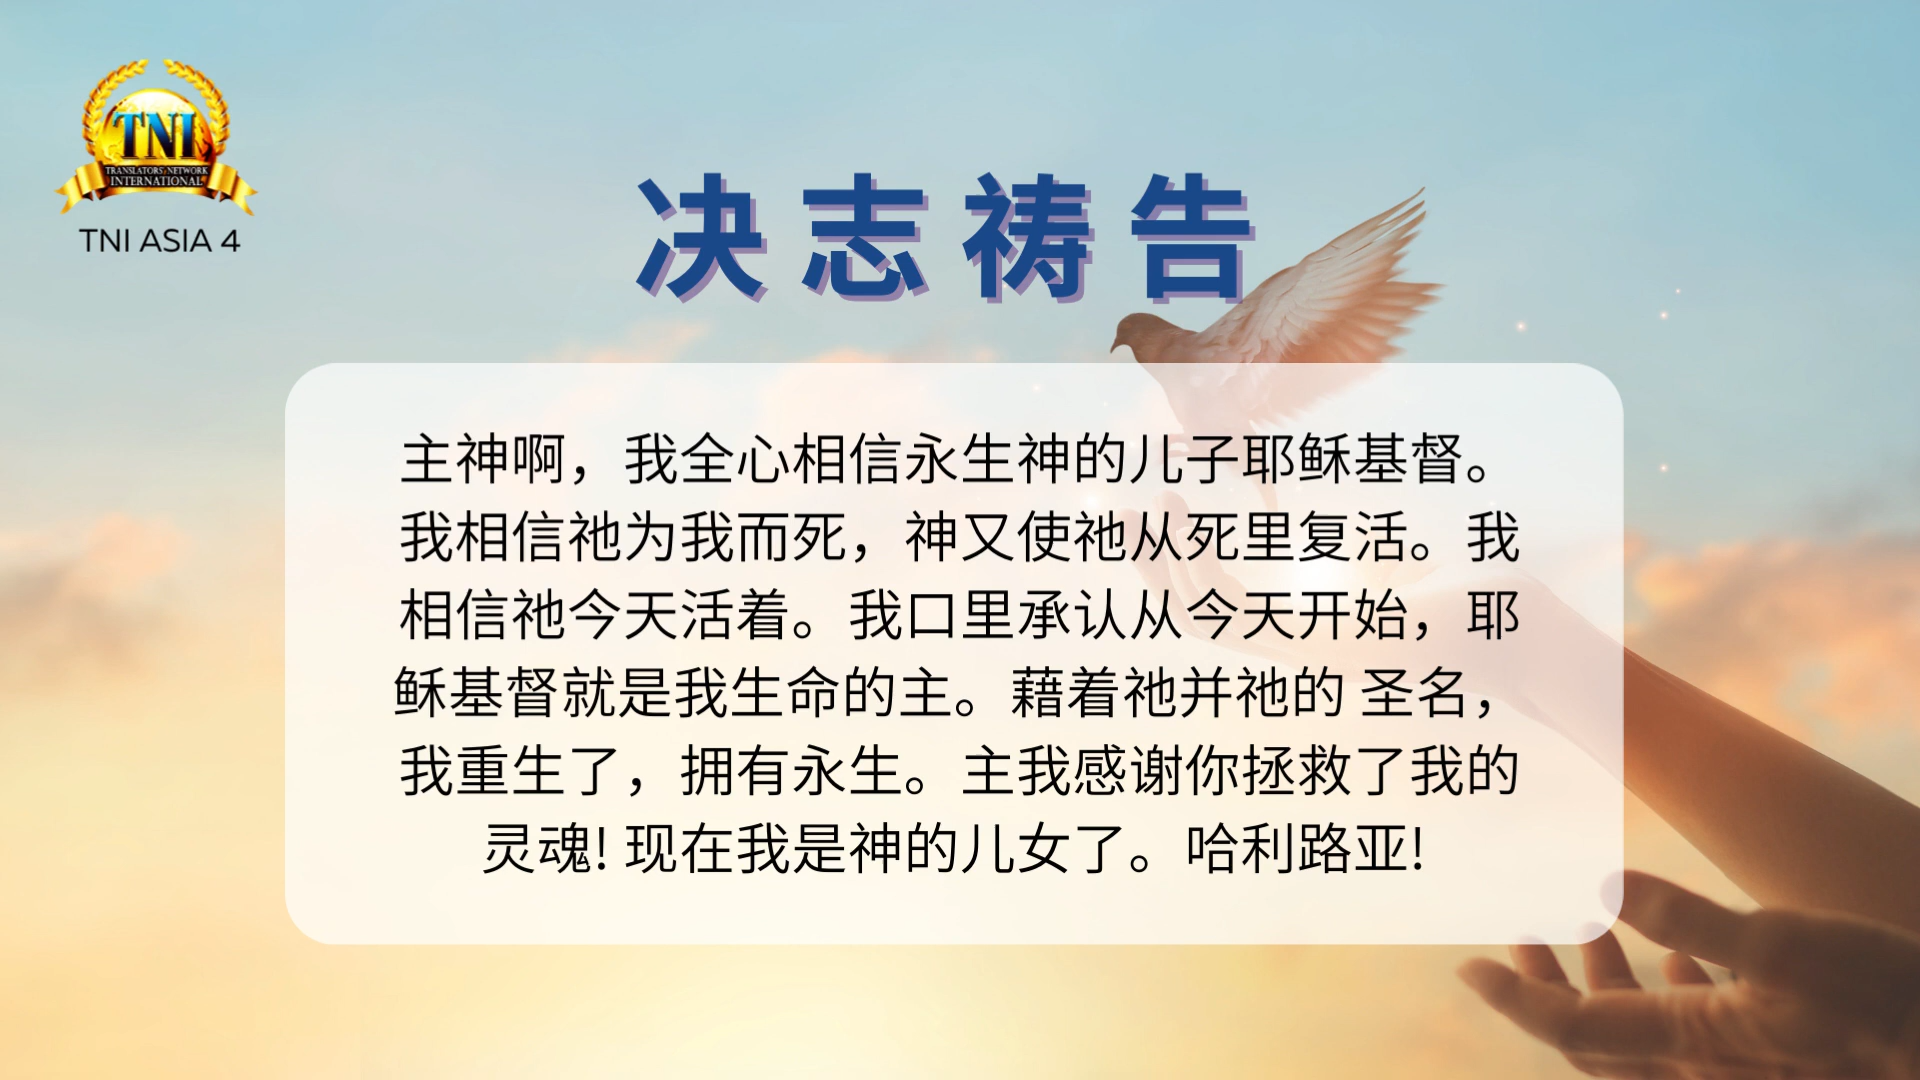 TNI
TRANSLATORS NETWORK
INTERNATIONAL
TNI ASIA 4
决志祷告
主神啊，我全心相信永生神的儿子耶稣基督。
我相信祂为我而死，神又使祂从死里复活。我
相信祂今天活着。我口里承认从今天开始，耶
稣基督就是我生命的主。藉着祂并祂的 圣名，
我重生了，拥有永生。主我感谢你拯救了我的
灵魂! 现在我是神的儿女了。哈利路亚!